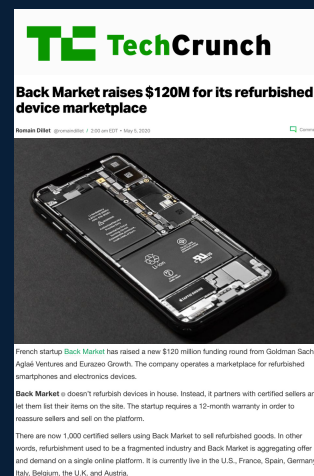 TC TechCrunch
Back Market raises $120M for its refurbished
device marketplace
Romain Dillet @romaindillet / 2:00 am EDT • May 5, 2020
French startup Back Market has raised a new $120 million funding round from Goldman Sach
Aglaé Ventures and Eurazeo Growth. The company operates a marketplace for refurbished
smartphones and electronics devices.
Back Market doesn't refurbish devices in house. Instead, it partners with certified sellers an
let them list their items on the site. The startup requires a 12-month warranty in order to
reassure sellers and sell on the platform.
There are now 1,000 certified sellers using Back Market to sell refurbished goods. In other
words, refurbishment used to be a fragmented industry and Back Market is aggregating offer
and demand on a single online platform. It is currently live in the U.S., France, Spain, German
Italy, Belgium, the U.K. and Austria.